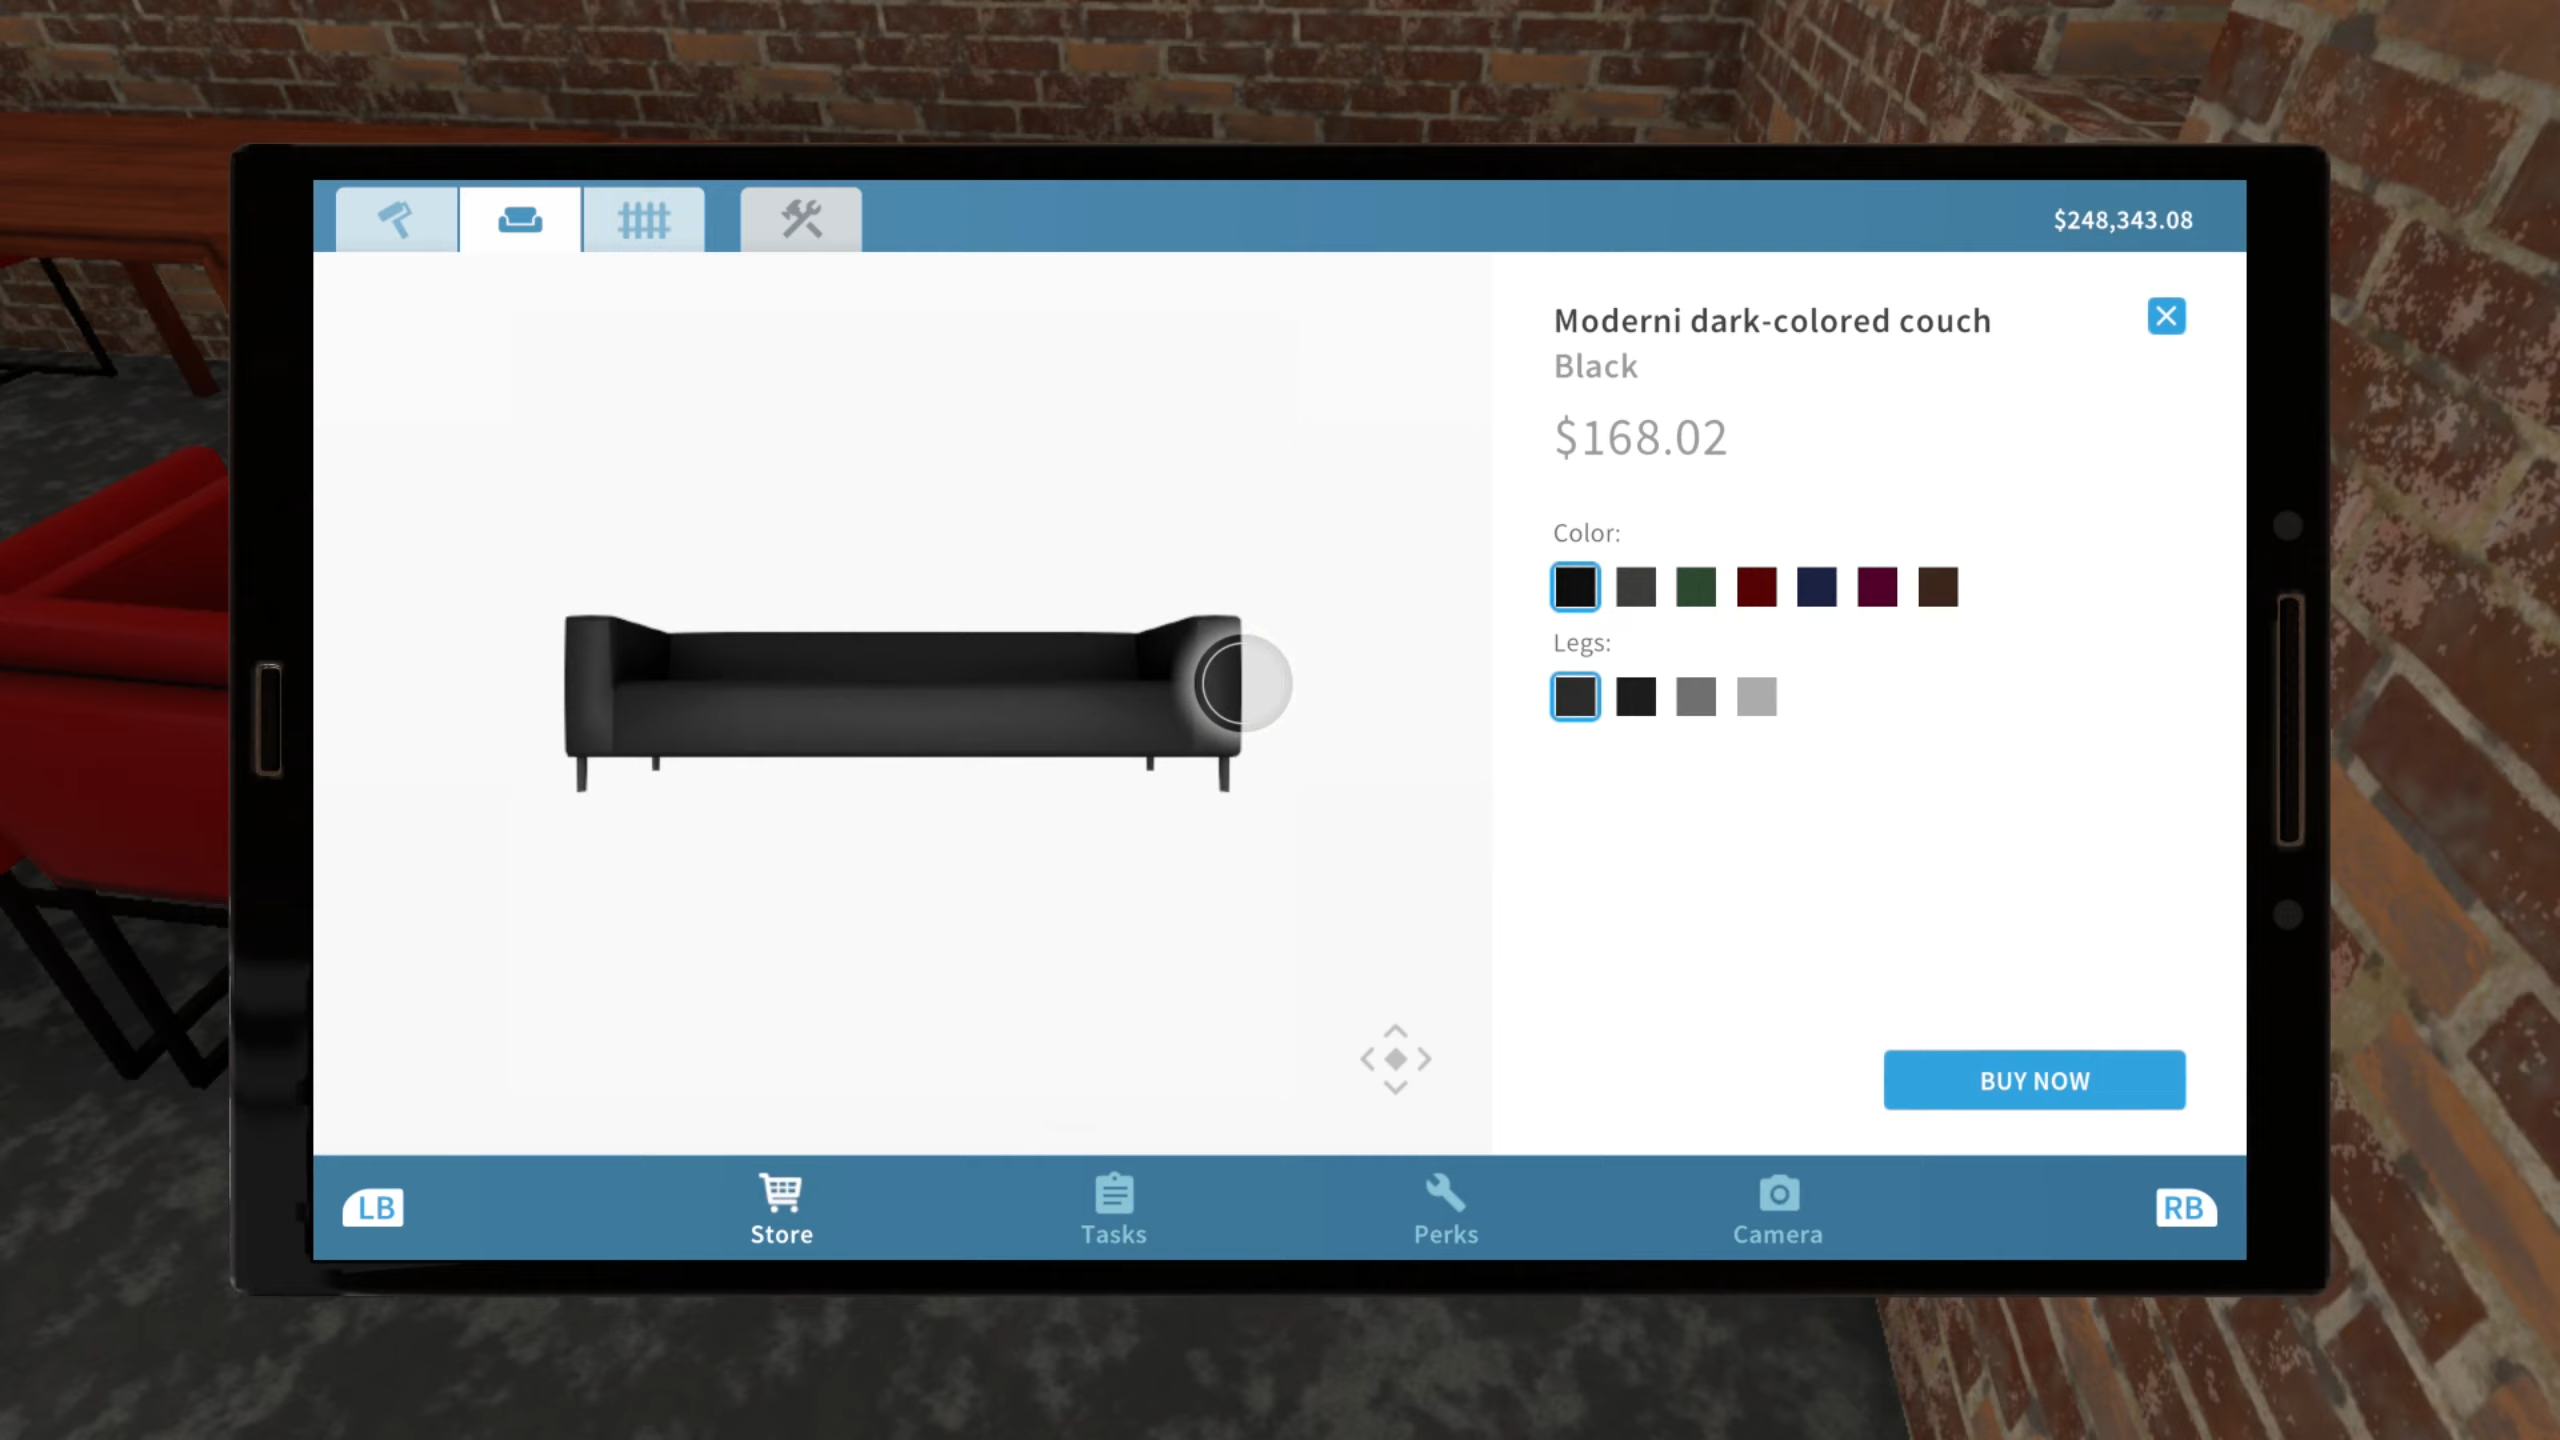 $248,343.08
Moderni dark-colored couch
Black
$168.02
Color:
Legs:
BUY NOW
LB
Store
Tasks
Perks
Camera
RB